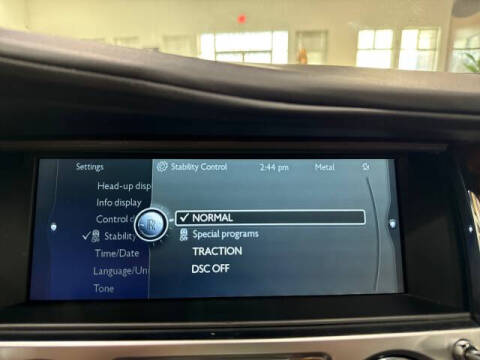 Settings
Stability Control 2:44 pm Metal
Head-up disp
Info display
Control d
Stability
Time/Date
Language/Un
Tone
NORMAL
Special programs
TRACTION
DSC OFF